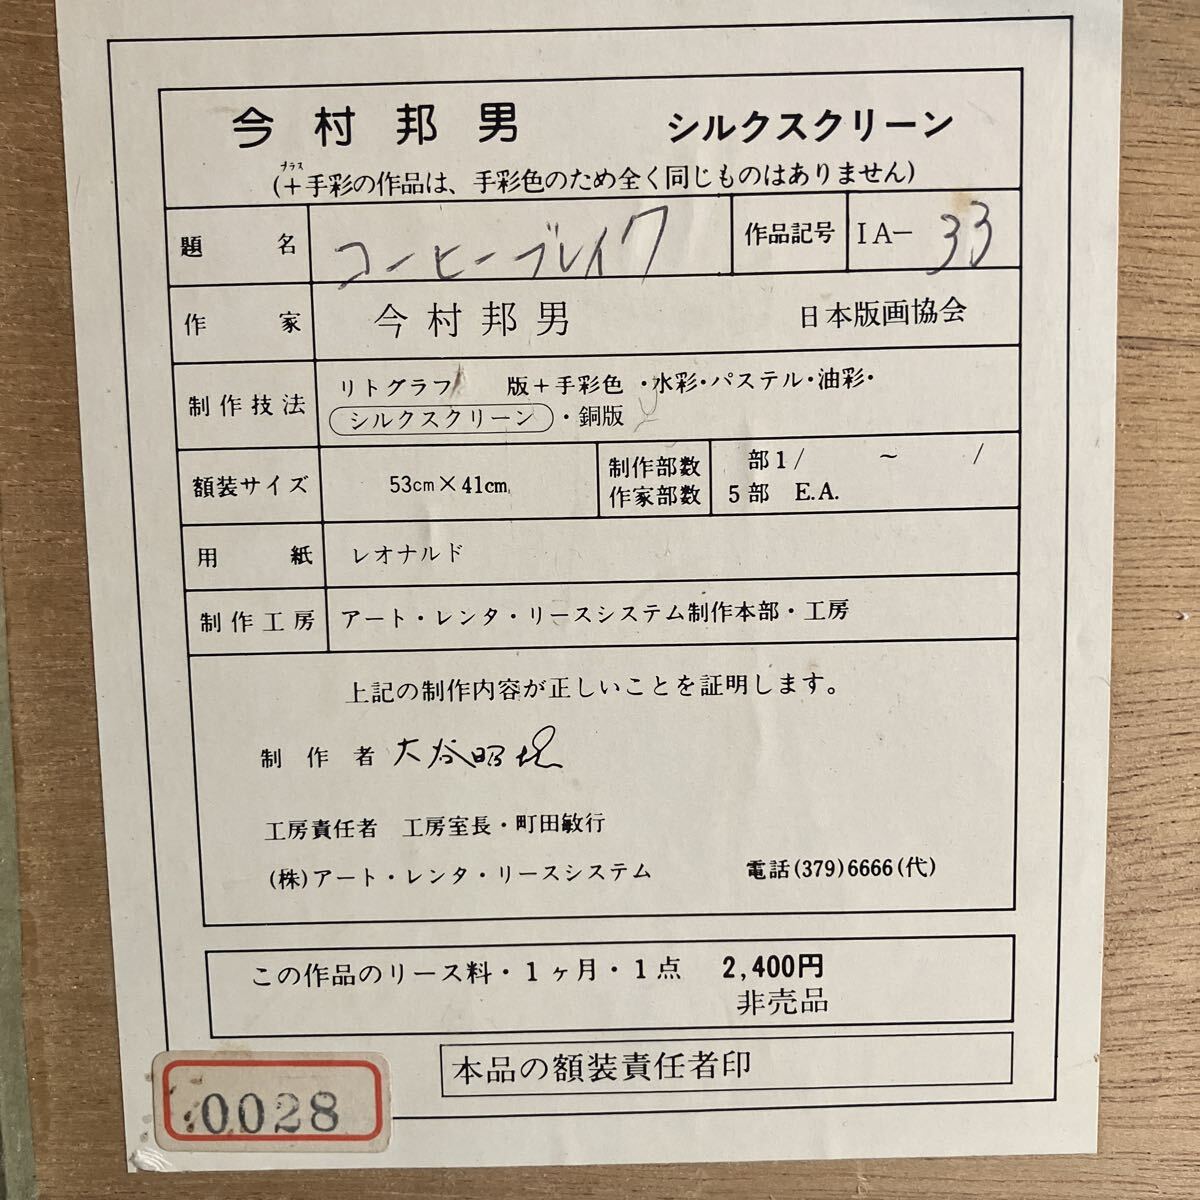 今村邦男 シルクスクリーン
プラス
(＋手彩の作品は、手彩色のため全く同じものはありません)
題名 コーヒーブレイク 作品記号 IA－33
作家 今村邦男 日本版画協会
制作技法 リトグラフ 版＋手彩色・水彩・パステル・油彩・
シルクスクリーン・銅版
額装サイズ 53cm×41cm 制作部数 部1/ ～ /
作家部数 5部 E.A.
用紙 レオナルド
制作工房 アート・レンタ・リースシステム制作本部・工房
上記の制作内容が正しいことを証明します。
制作者 大谷昭
工房責任者 工房室長・町田敏行
(株)アート・レンタ・リースシステム 電話(379)6666(代)
この作品のリース料・1ヶ月・1点 2,400円
非売品
本品の額装責任者印
0028